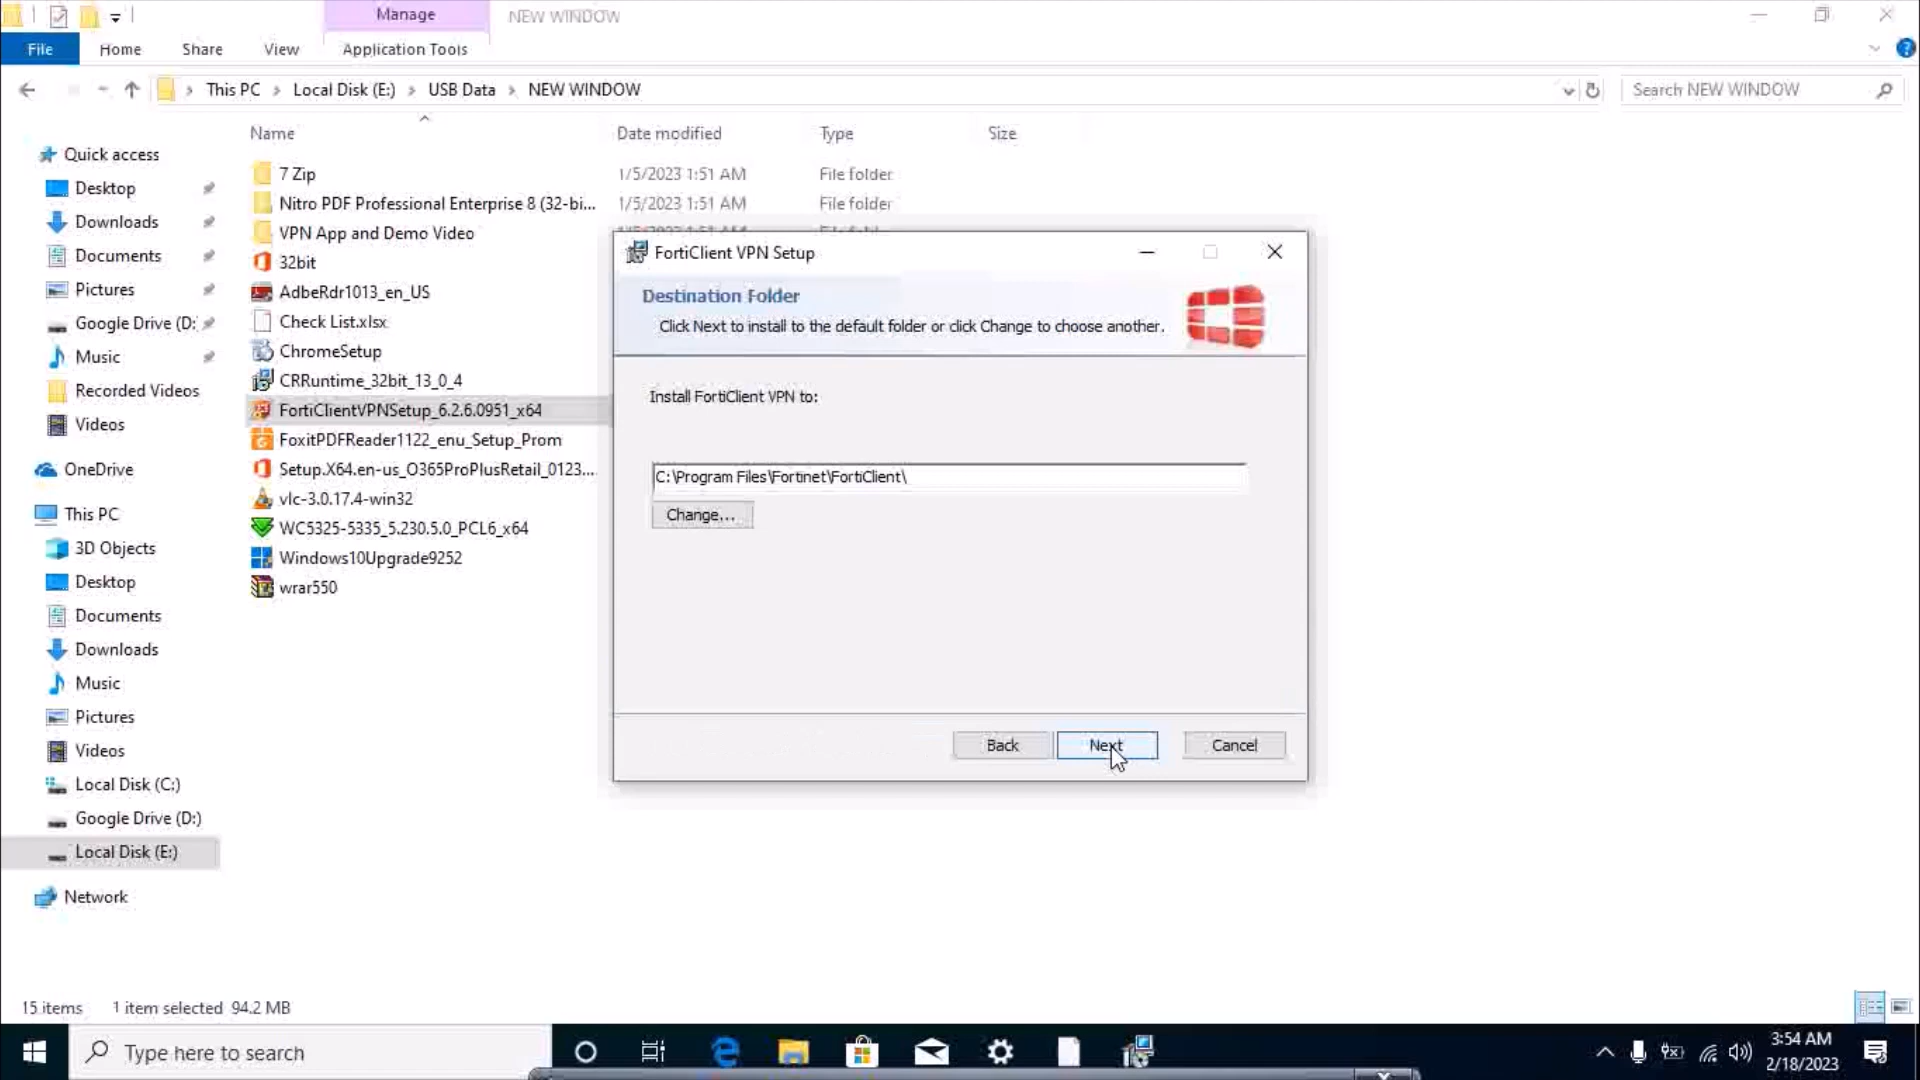 Manage
NEW WINDOW
File
Home
Share
View
Application Tools
This PC
Local Disk (E:)
USB Data
NEW WINDOW
Search NEW WINDOW
Name
Date modified
Type
Size
Quick access
Desktop
Downloads
Documents
Pictures
Google Drive (D:
Music
Recorded Videos
Videos
OneDrive
This PC
3D Objects
Desktop
Documents
Downloads
Music
Pictures
Videos
Local Disk (C:)
Google Drive (D:)
Local Disk (E:)
Network
7 Zip
1/5/2023 1:51 AM
File folder
Nitro PDF Professional Enterprise 8 (32-bi...
1/5/2023 1:51 AM
File folder
VPN App and Demo Video
32bit
AdbeRdr1013_en_US
Check List.xlsx
ChromeSetup
CRRuntime_32bit_13_0_4
FortiClientVPNSetup_6.2.6.0951_x64
FoxitPDFReader1122_enu_Setup_Prom
Setup.X64.en-us_O365ProPlusRetail_0123...
vlc-3.0.17.4-win32
WC5325-5335_5.230.5.0_PCL6_x64
Windows10Upgrade9252
wrar550
FortiClient VPN Setup
Destination Folder
Click Next to install to the default folder or click Change to choose another.
Install FortiClient VPN to:
C:\Program Files\Fortinet\FortiClient\
Change...
Back
Next
Cancel
15 items
1 item selected 94.2 MB
Type here to search
3:54 AM
2/18/2023